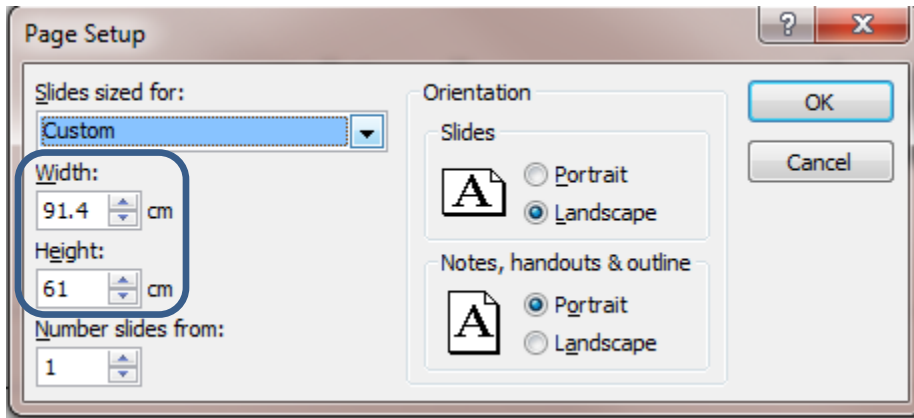 Page Setup
Slides sized for:
Custom
Width:
91.4 cm
Height:
61 cm
Number slides from:
1
Orientation
Slides
A
Portrait
Landscape
Notes, handouts & outline
A
Portrait
Landscape
?
X
OK
Cancel